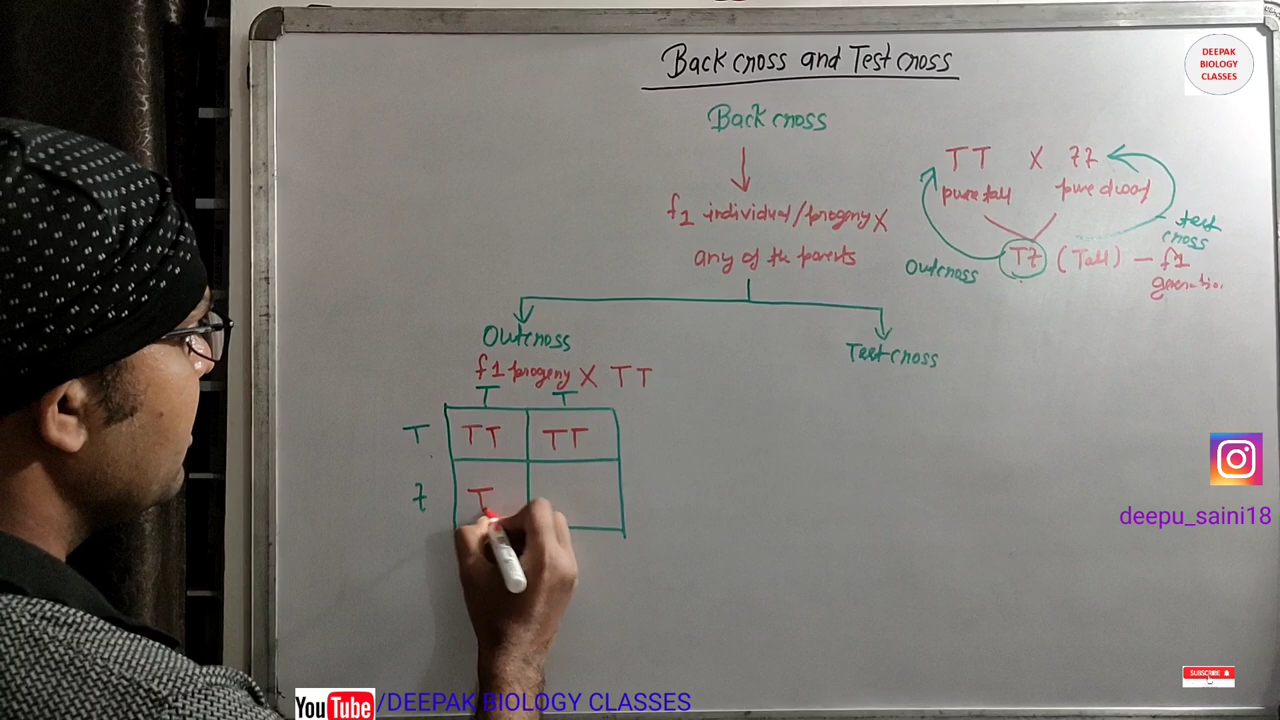 Back cross and Test cross
DEEPAK
BIOLOGY
CLASSES
Back cross
TT X tt
pure tall pure dwarf
f1 individual/progeny X
any of the parents
test
cross
Outcross
Tt (Tall) - f1
generation
Outcross
Test cross
f1 progeny X TT
T T
T TT TT
t T
deepu_saini18
SUBSCRIBE
YouTube/DEEPAK BIOLOGY CLASSES